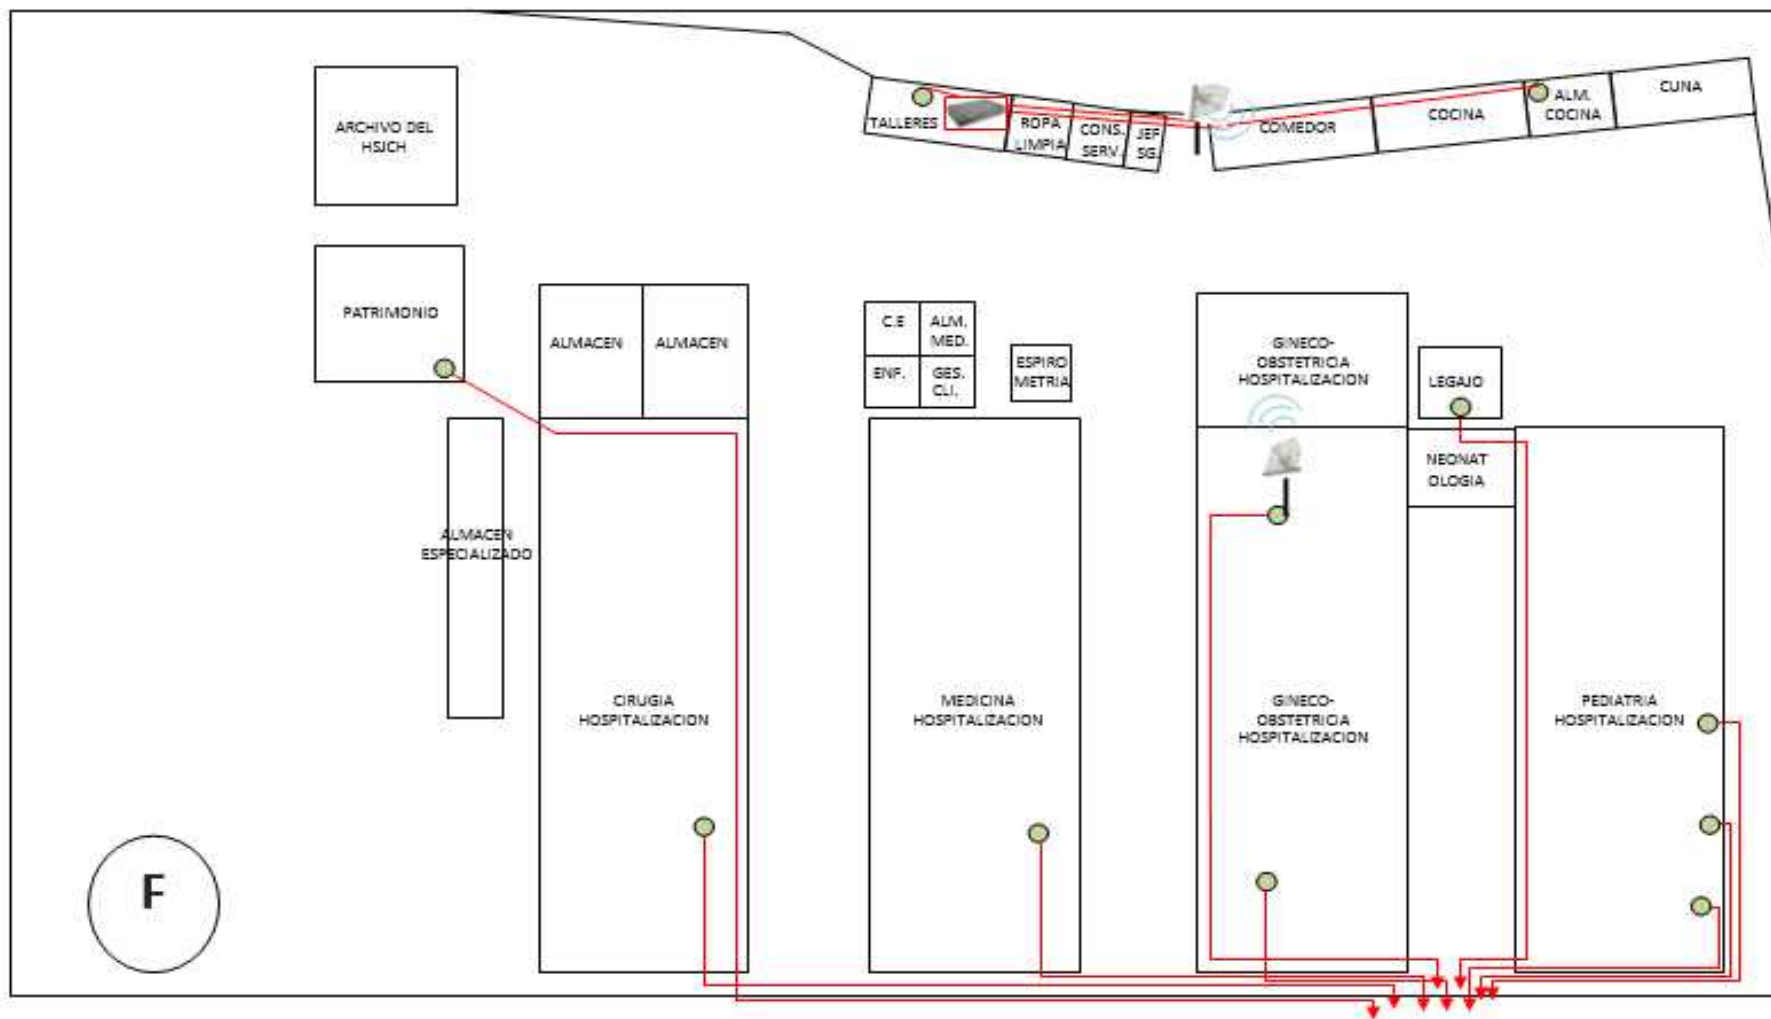 ARCHIVO DEL
HSJCH
TALLERES
ROPA
LIMPIA
CONS.
SERV.
JEF
SG.
COMEDOR
COCINA
ALM.
COCINA
CUNA
PATRIMONIO
ALMACEN
ALMACEN
C.E
ALM.
MED.
ENF.
GES.
CLI.
ESPIRO
METRIA
GINECO-
OBSTETRICIA
HOSPITALIZACION
LEGAJO
NEONAT
OLOGIA
ALMACEN
ESPECIALIZADO
CIRUGIA
HOSPITALIZACION
MEDICINA
HOSPITALIZACION
GINECO-
OBSTETRICIA
HOSPITALIZACION
PEDIATRIA
HOSPITALIZACION
F